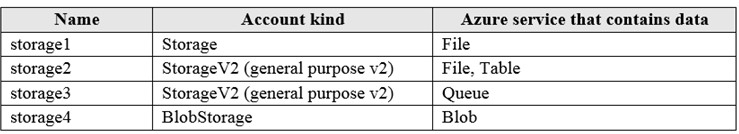 Name Account kind Azure service that contains data
storage1 Storage File
storage2 StorageV2 (general purpose v2) File, Table
storage3 StorageV2 (general purpose v2) Queue
storage4 BlobStorage Blob